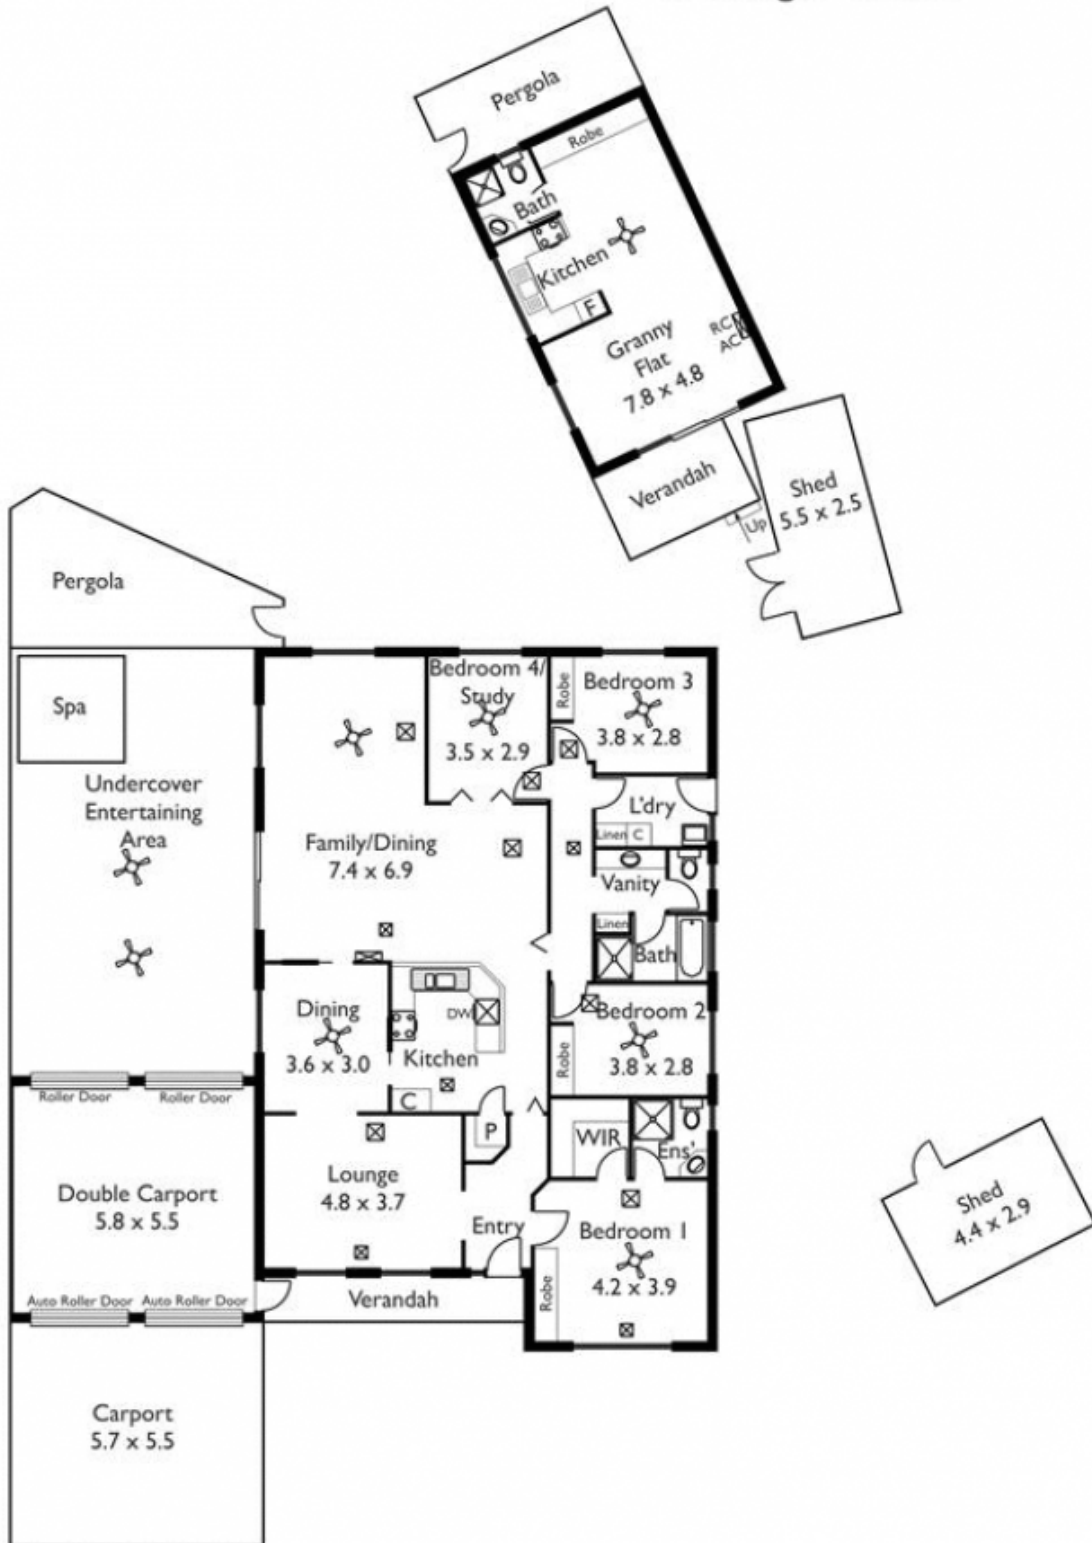 Pergola
Robe
Bath
Kitchen
F
RC
AC
Granny
Flat
7.8 x 4.8
Verandah
Up
Shed
5.5 x 2.5
Pergola
Spa
Undercover
Entertaining
Area
Family/Dining
7.4 x 6.9
Bedroom 4/
Study
3.5 x 2.9
Robe
Bedroom 3
3.8 x 2.8
L'dry
Linen
C
Vanity
Linen
Bath
Bedroom 2
3.8 x 2.8
Robe
Dining
3.6 x 3.0
DW
Kitchen
C
P
Roller Door
Roller Door
Double Carport
5.8 x 5.5
Lounge
4.8 x 3.7
Entry
WIR
Ens'
Bedroom 1
4.2 x 3.9
Robe
Auto Roller Door
Auto Roller Door
Verandah
Carport
5.7 x 5.5
Shed
4.4 x 2.9